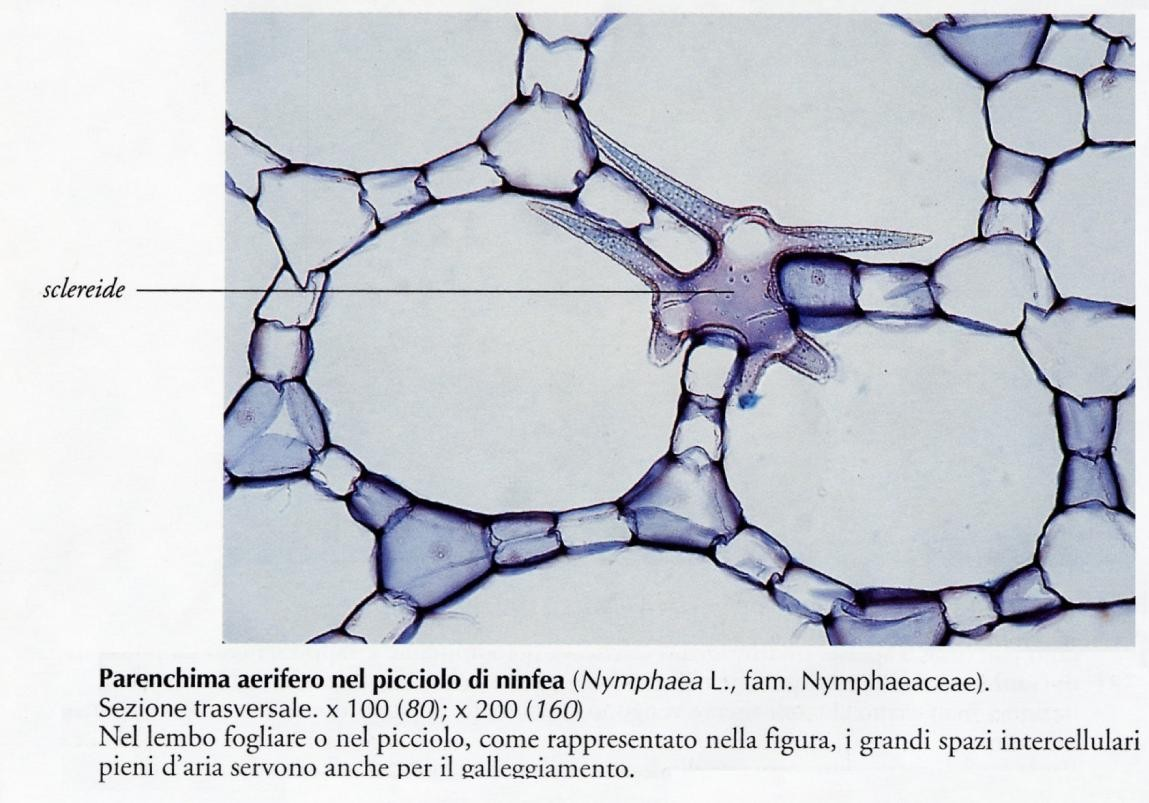 sclereide
Parenchima aerifero nel picciolo di ninfea (Nymphaea L., fam. Nymphaeaceae).
Sezione trasversale. x 100 (80); x 200 (160)
Nel lembo fogliare o nel picciolo, come rappresentato nella figura, i grandi spazi intercellulari
pieni d'aria servono anche per il galleggiamento.